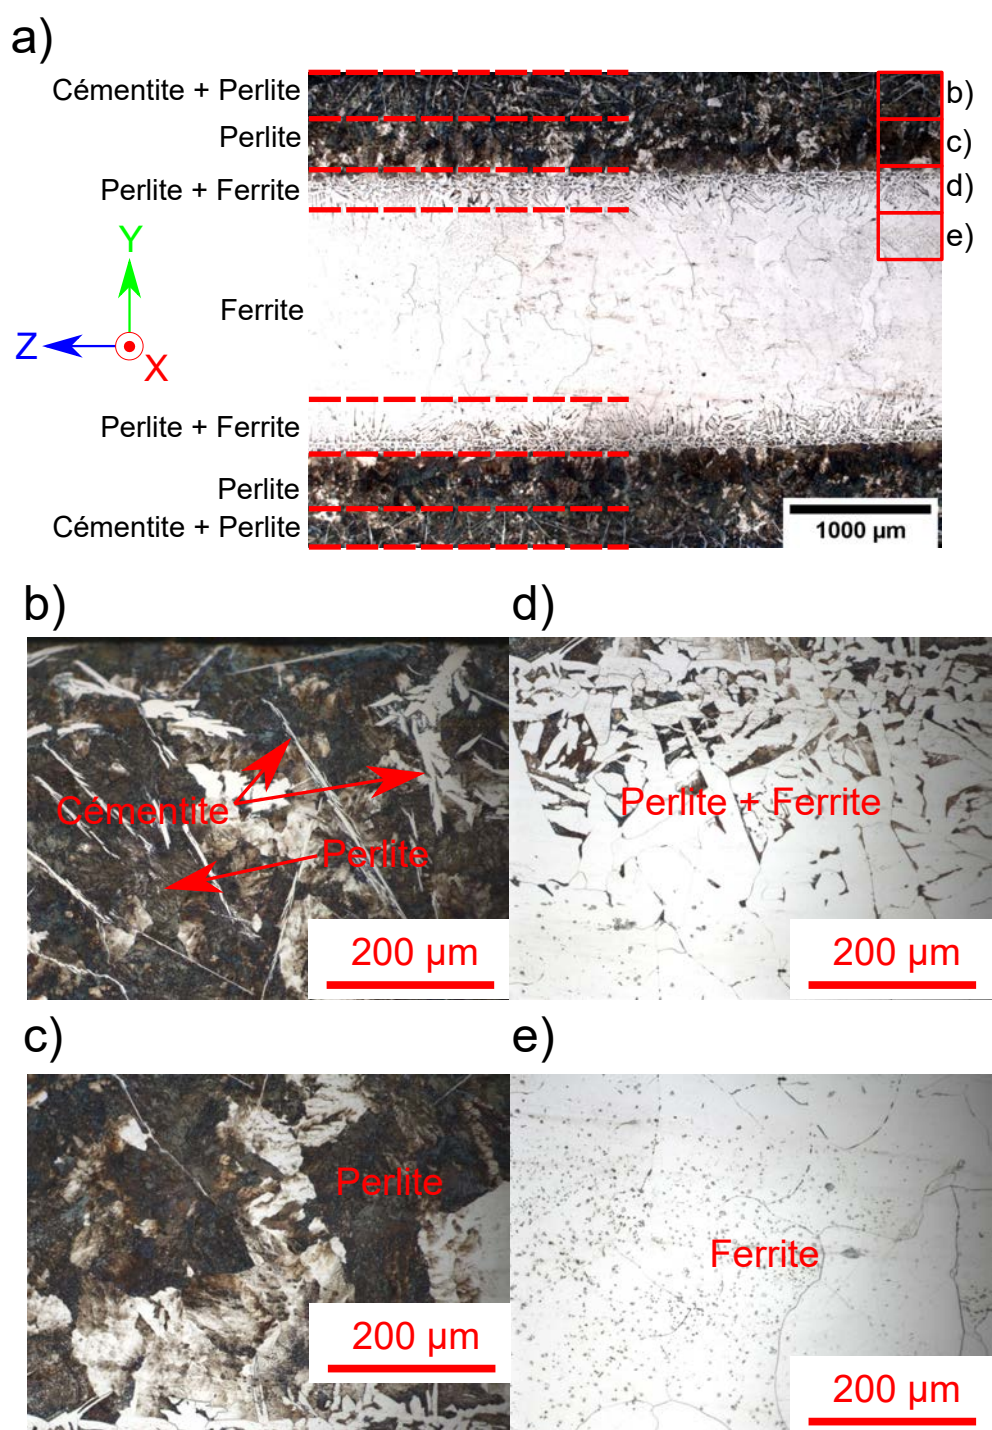 a)
Cémentite + Perlite
b)
Perlite
c)
Perlite + Ferrite
d)
Y
e)
Ferrite
Z
X
Perlite + Ferrite
Perlite
Cémentite + Perlite
1000 µm
b)
Cémentite
Perlite
200 µm
d)
Perlite + Ferrite
200 µm
c)
Perlite
200 µm
e)
Ferrite
200 µm